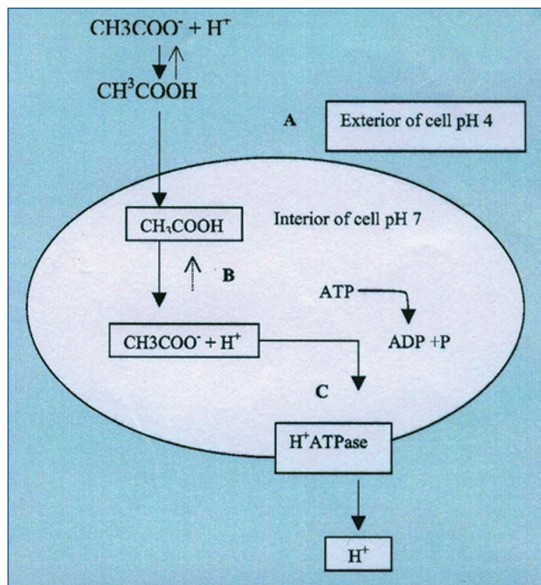 CH3COO⁻ + H⁺
CH³COOH
A
Exterior of cell pH 4
CH₃COOH
Interior of cell pH 7
B
ATP
CH3COO⁻ + H⁺
ADP +P
C
H⁺ATPase
H⁺